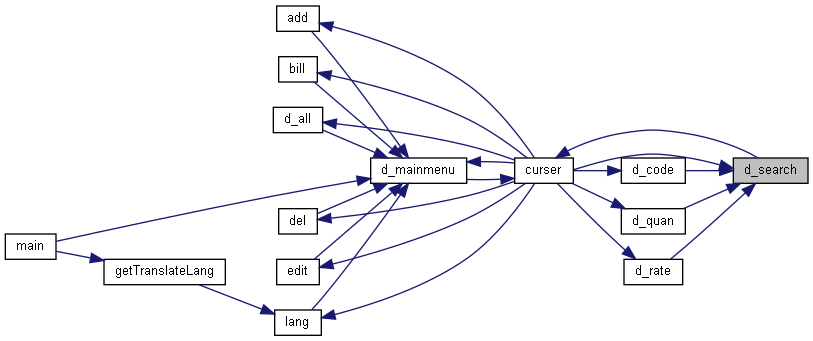 add
bill
d_all
d_mainmenu
curser
d_code
d_search
del
d_quan
main
getTranslateLang
edit
d_rate
lang